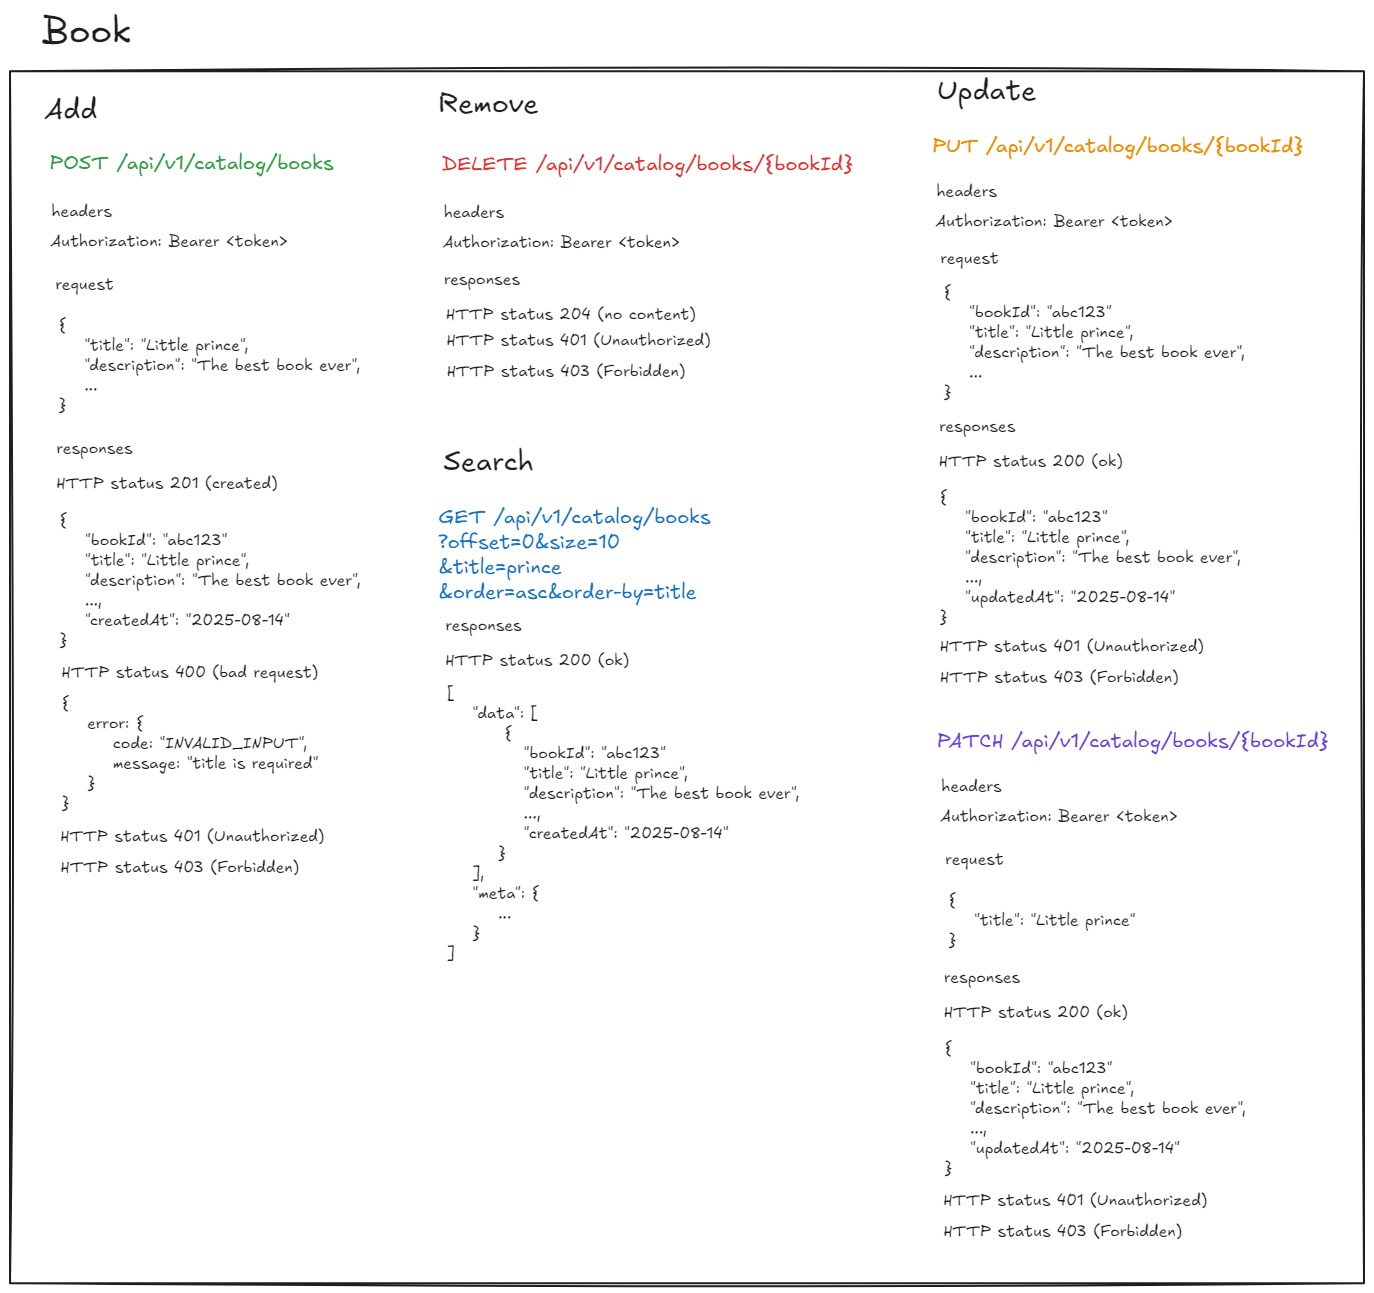 Book
Add
POST /api/v1/catalog/books
headers
Authorization: Bearer <token>
request
{
"title": "Little prince",
"description": "The best book ever",
...
}
responses
HTTP status 201 (created)
{
"bookId": "abc123"
"title": "Little prince",
"description": "The best book ever",
...,
"createdAt": "2025-08-14"
}
HTTP status 400 (bad request)
{
error: {
code: "INVALID_INPUT",
message: "title is required"
}
}
HTTP status 401 (Unauthorized)
HTTP status 403 (Forbidden)
Remove
DELETE /api/v1/catalog/books/{bookId}
headers
Authorization: Bearer <token>
responses
HTTP status 204 (no content)
HTTP status 401 (Unauthorized)
HTTP status 403 (Forbidden)
Search
GET /api/v1/catalog/books
?offset=0&size=10
&title=prince
&order=asc&order-by=title
responses
HTTP status 200 (ok)
[
"data": [
{
"bookId": "abc123"
"title": "Little prince",
"description": "The best book ever",
...,
"createdAt": "2025-08-14"
}
],
"meta": {
...
}
]
Update
PUT /api/v1/catalog/books/{bookId}
headers
Authorization: Bearer <token>
request
{
"bookId": "abc123"
"title": "Little prince",
"description": "The best book ever",
...
}
responses
HTTP status 200 (ok)
{
"bookId": "abc123"
"title": "Little prince",
"description": "The best book ever",
...,
"updatedAt": "2025-08-14"
}
HTTP status 401 (Unauthorized)
HTTP status 403 (Forbidden)
PATCH /api/v1/catalog/books/{bookId}
headers
Authorization: Bearer <token>
request
{
"title": "Little prince"
}
responses
HTTP status 200 (ok)
{
"bookId": "abc123"
"title": "Little prince",
"description": "The best book ever",
...,
"updatedAt": "2025-08-14"
}
HTTP status 401 (Unauthorized)
HTTP status 403 (Forbidden)